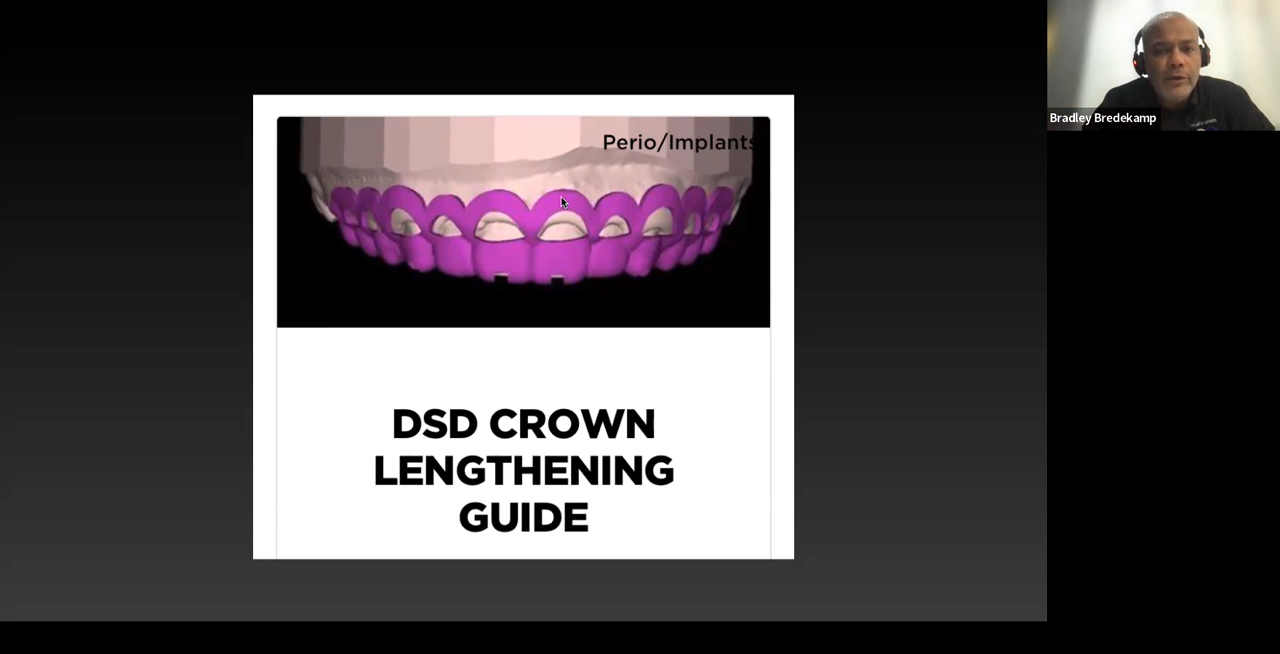 Perio/Implants
DSD CROWN
LENGTHENING
GUIDE
Bradley Bredekamp